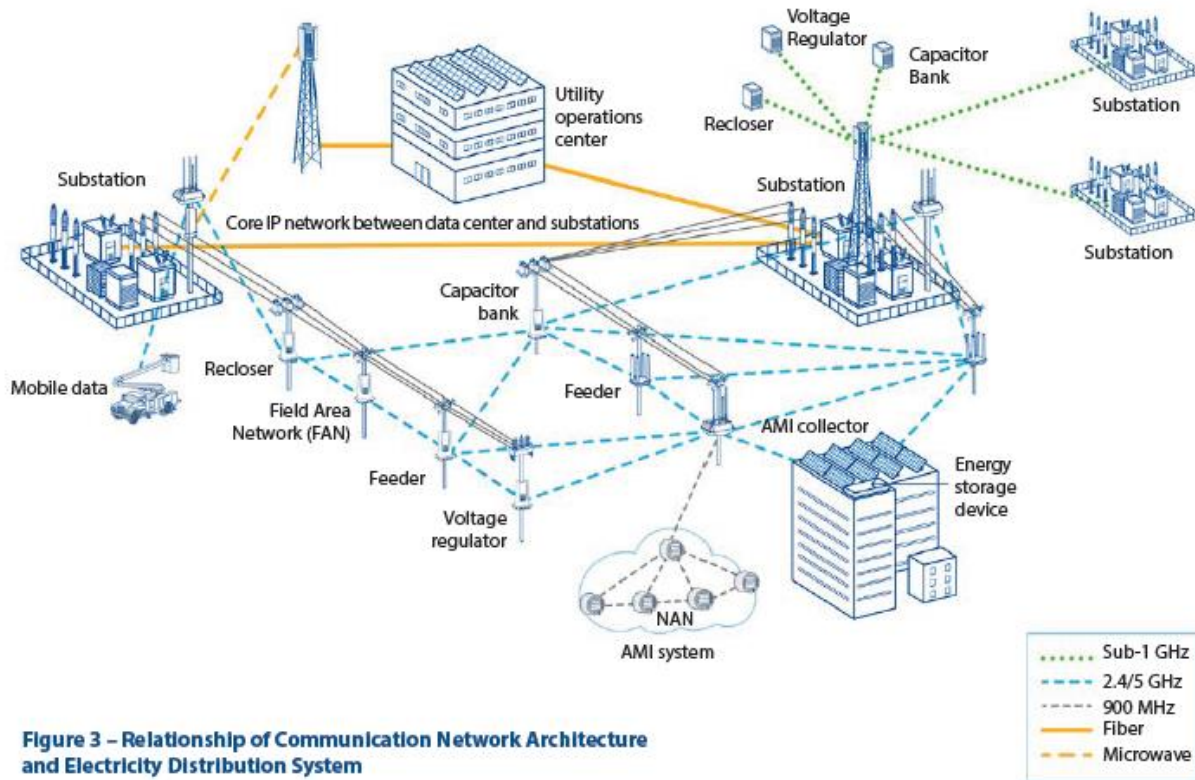 Voltage
Regulator
Capacitor
Bank
Recloser
Substation
Utility
operations
center
Substation
Substation
Substation
Core IP network between data center and substations
Capacitor
bank
Recloser
Mobile data
Field Area
Network (FAN)
Feeder
AMI collector
Feeder
Energy
storage
device
Voltage
regulator
NAN
AMI system
Sub-1 GHz
2.4/5 GHz
900 MHz
Fiber
Microwave
Figure 3 – Relationship of Communication Network Architecture
and Electricity Distribution System